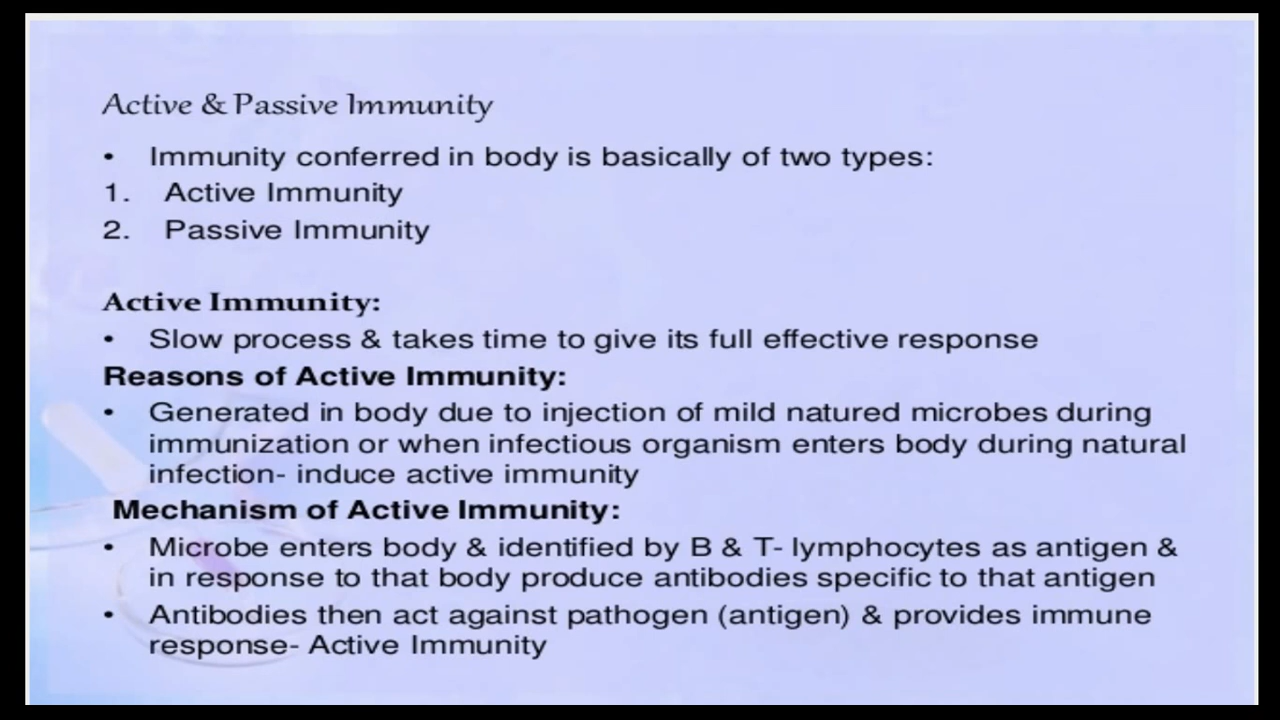 Active & Passive Immunity
• Immunity conferred in body is basically of two types:
1. Active Immunity
2. Passive Immunity
Active Immunity:
• Slow process & takes time to give its full effective response
Reasons of Active Immunity:
• Generated in body due to injection of mild natured microbes during
immunization or when infectious organism enters body during natural
infection- induce active immunity
Mechanism of Active Immunity:
• Microbe enters body & identified by B & T- lymphocytes as antigen &
in response to that body produce antibodies specific to that antigen
• Antibodies then act against pathogen (antigen) & provides immune
response- Active Immunity